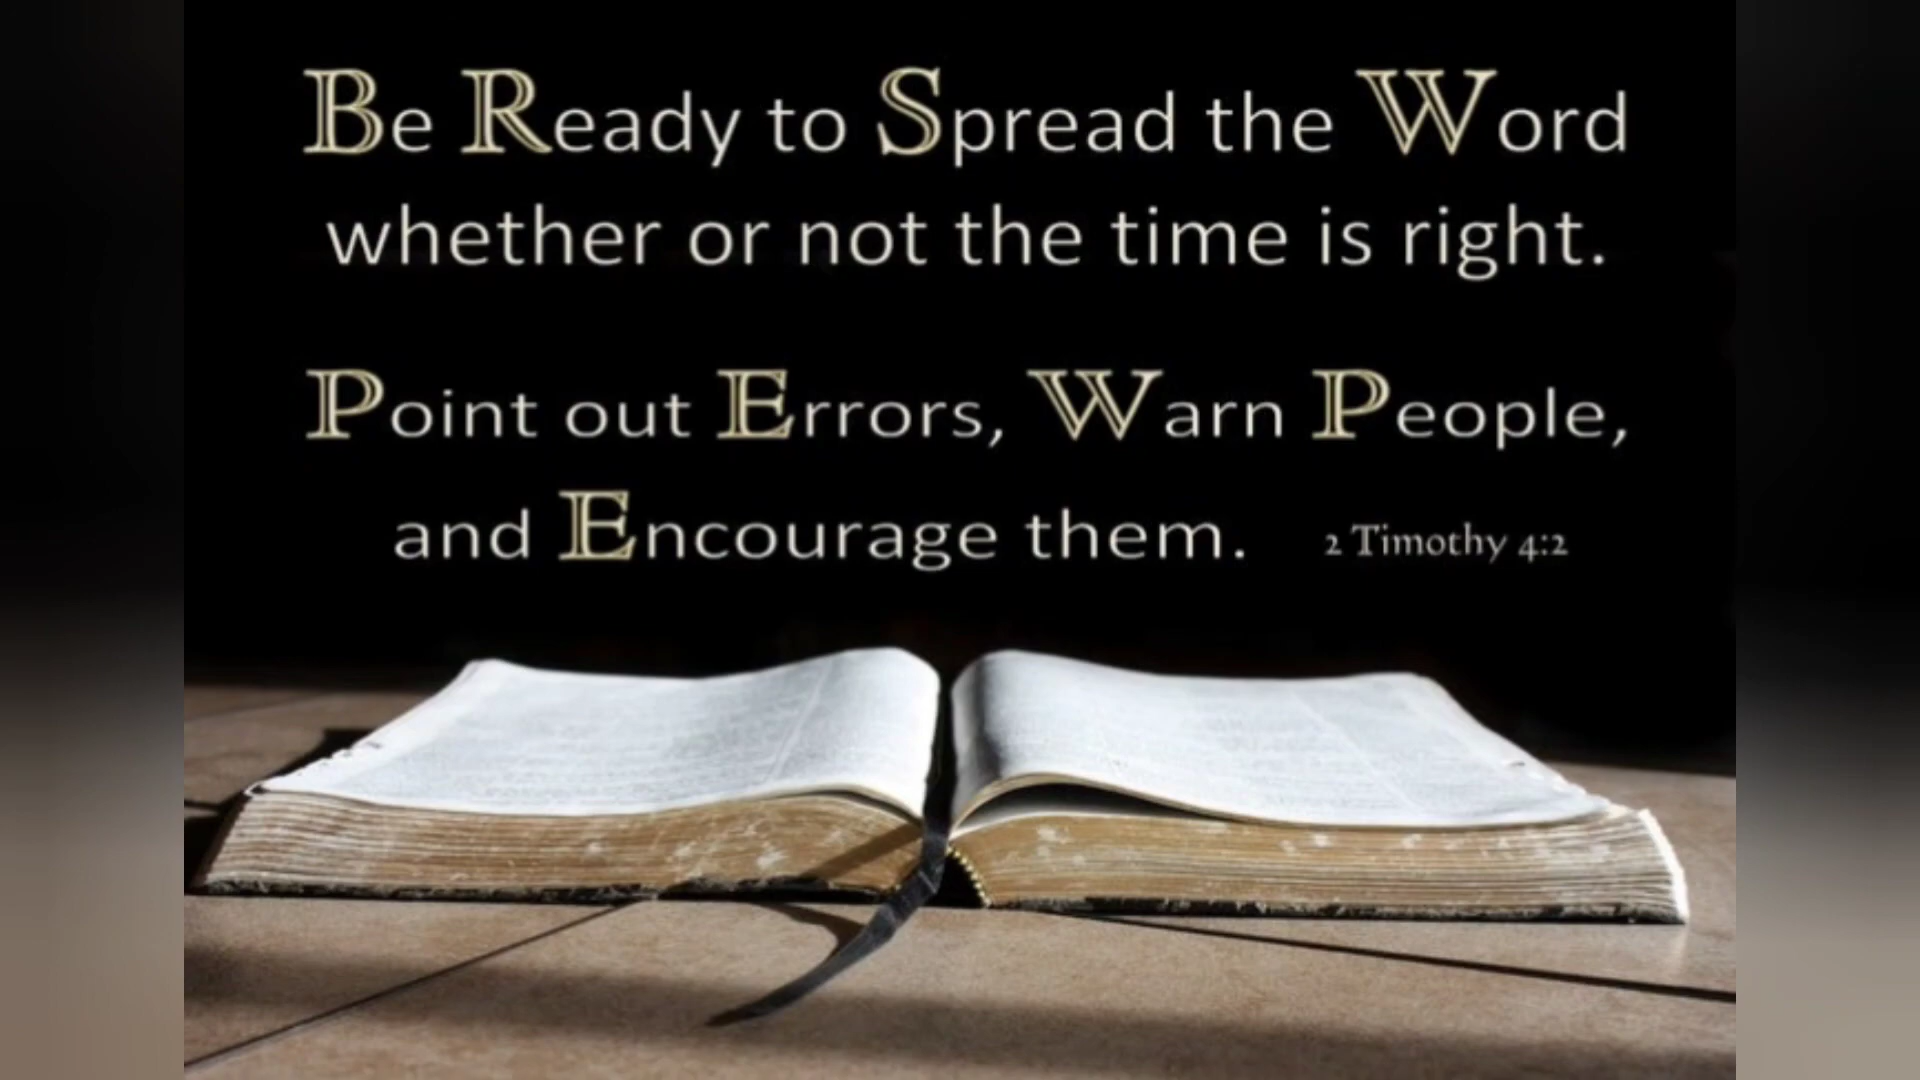 Be Ready to Spread the Word
whether or not the time is right.
Point out Errors, Warn People,
and Encourage them. 2 Timothy 4:2